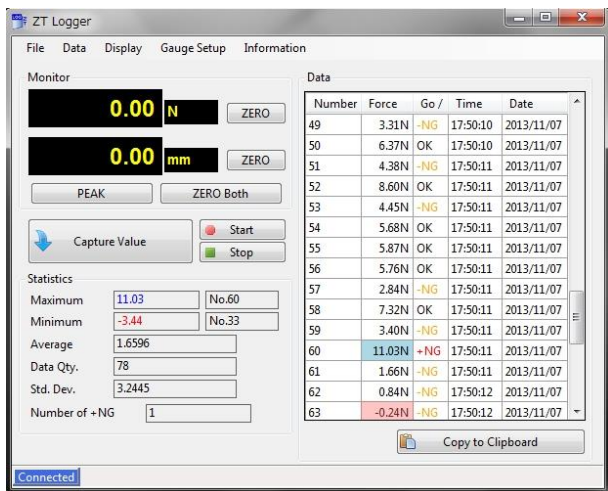 ZT Logger
File Data Display Gauge Setup Information
Monitor
0.00 N ZERO
0.00 mm ZERO
PEAK ZERO Both
Capture Value
Start
Stop
Statistics
Maximum 11.03 No.60
Minimum -3.44 No.33
Average 1.6596
Data Qty. 78
Std. Dev. 3.2445
Number of +NG 1
Data
Number Force Go / Time Date
49 3.31N -NG 17:50:10 2013/11/07
50 6.37N OK 17:50:10 2013/11/07
51 4.38N -NG 17:50:11 2013/11/07
52 8.60N OK 17:50:11 2013/11/07
53 4.45N -NG 17:50:11 2013/11/07
54 5.68N OK 17:50:11 2013/11/07
55 5.87N OK 17:50:11 2013/11/07
56 5.76N OK 17:50:11 2013/11/07
57 2.84N -NG 17:50:11 2013/11/07
58 7.32N OK 17:50:11 2013/11/07
59 3.40N -NG 17:50:11 2013/11/07
60 11.03N +NG 17:50:11 2013/11/07
61 1.66N -NG 17:50:11 2013/11/07
62 0.84N -NG 17:50:12 2013/11/07
63 -0.24N -NG 17:50:12 2013/11/07
Copy to Clipboard
Connected